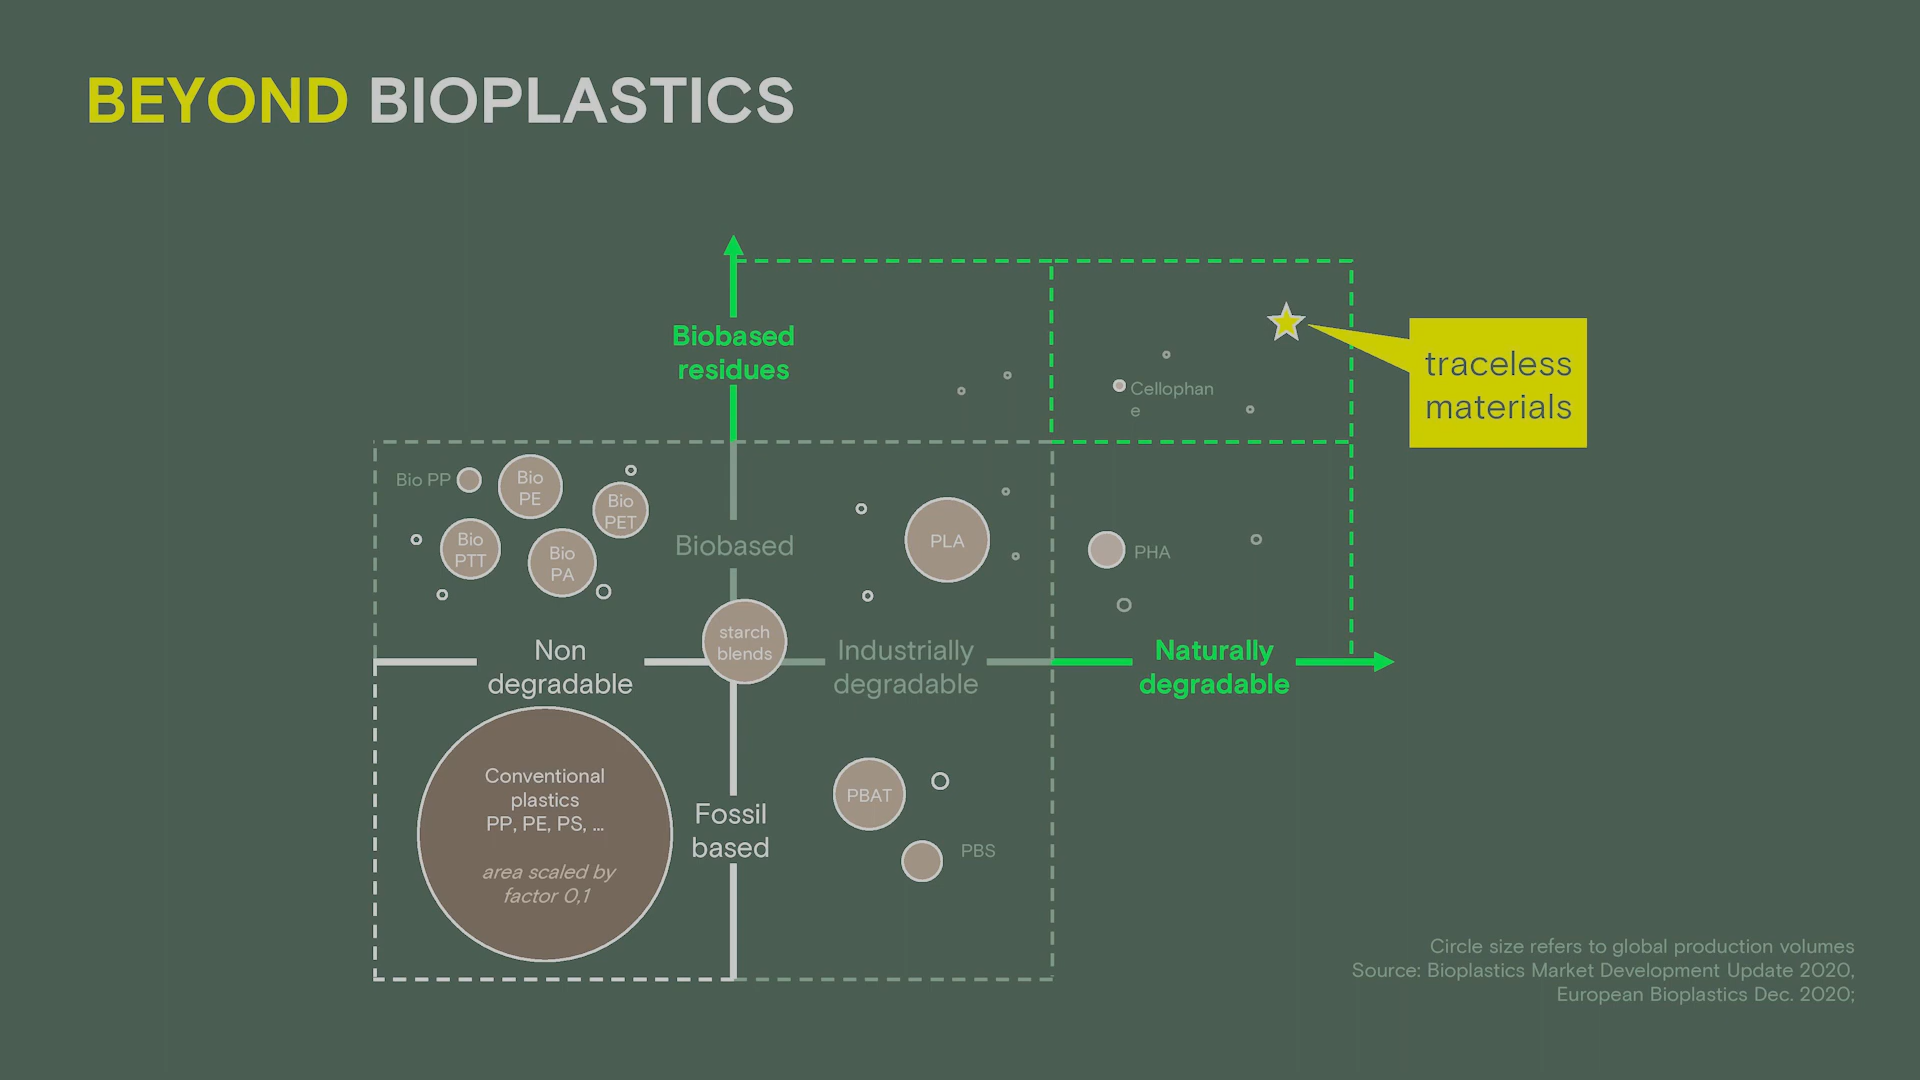 BEYOND BIOPLASTICS
Biobased
residues
traceless
materials
Cellophan
e
Bio PP
Bio
PE
Bio
PET
Bio
PTT
Bio
PA
Biobased
PLA
PHA
starch
blends
Non
degradable
Industrially
degradable
Naturally
degradable
Conventional
plastics
PP, PE, PS, ...
area scaled by
factor 0,1
Fossil
based
PBAT
PBS
Circle size refers to global production volumes
Source: Bioplastics Market Development Update 2020,
European Bioplastics Dec. 2020;